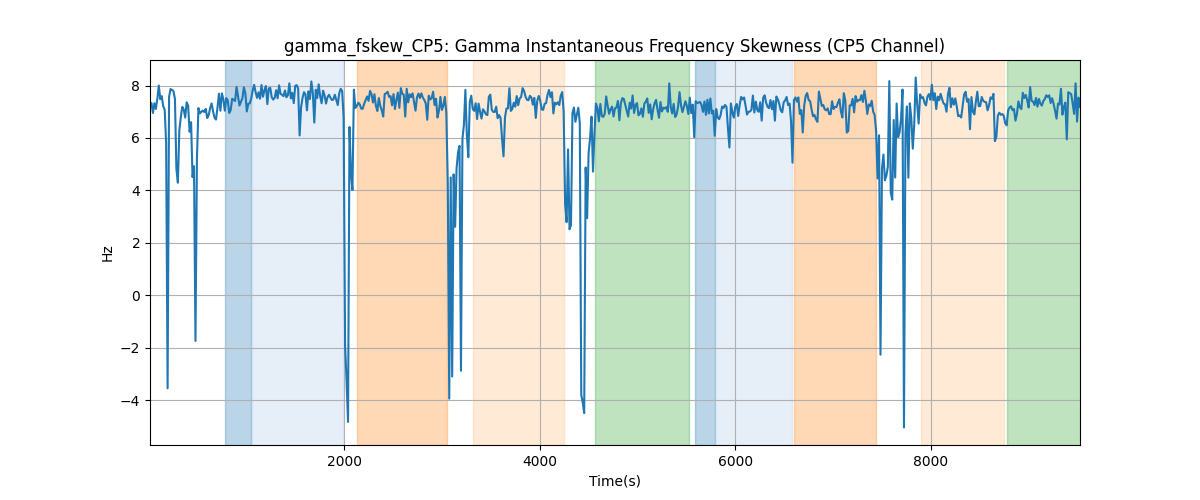 gamma_fskew_CP5: Gamma Instantaneous Frequency Skewness (CP5 Channel)
8
6
4
2
0
−2
−4
Hz
2000 4000 6000 8000
Time(s)